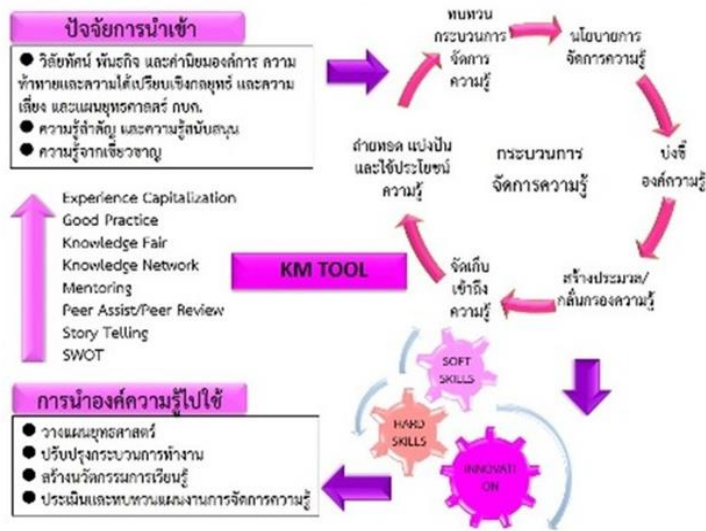 ปัจจัยการนำเข้า
● วิสัยทัศน์ พันธกิจ และค่านิยมองค์การ ความ
ท้าทายและความได้เปรียบเชิงกลยุทธ์ และความ
เสี่ยง และแผนยุทธศาสตร์ กบก.
● ความรู้สำคัญ และความรู้สนับสนุน
● ความรู้จากเชี่ยวชาญ
ทบทวน
กระบวนการ
จัดการ
ความรู้
นโยบายการ
จัดการความรู้
บ่งชี้
องค์ความรู้
สร้างประมวล/
กลั่นกรองความรู้
จัดเก็บ
เข้าถึง
ความรู้
ถ่ายทอด แบ่งปัน
และใช้ประโยชน์
ความรู้
กระบวนการ
จัดการความรู้
Experience Capitalization
Good Practice
Knowledge Fair
Knowledge Network
Mentoring
Peer Assist/Peer Review
Story Telling
SWOT
KM TOOL
SOFT
SKILLS
HARD
SKILLS
INNOVATI
ON
การนำองค์ความรู้ไปใช้
● วางแผนยุทธศาสตร์
● ปรับปรุงกระบวนการทำงาน
● สร้างนวัตกรรมการเรียนรู้
● ประเมินและทบทวนแผนงานการจัดการความรู้